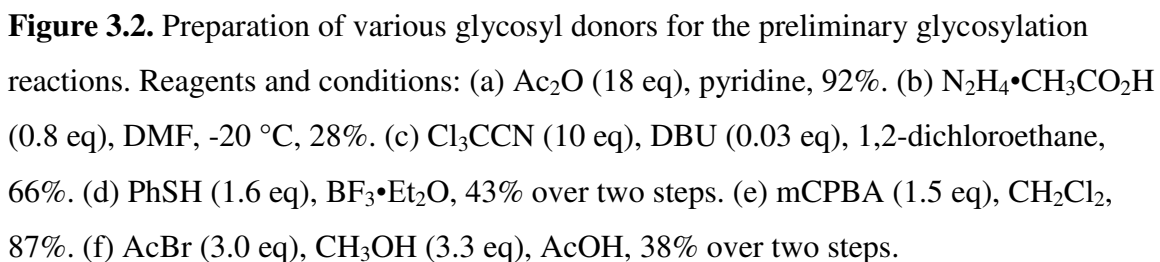 Figure 3.2. Preparation of various glycosyl donors for the preliminary glycosylation
reactions. Reagents and conditions: (a) Ac₂O (18 eq), pyridine, 92%. (b) N₂H₄•CH₃CO₂H
(0.8 eq), DMF, -20 °C, 28%. (c) Cl₃CCN (10 eq), DBU (0.03 eq), 1,2-dichloroethane,
66%. (d) PhSH (1.6 eq), BF₃•Et₂O, 43% over two steps. (e) mCPBA (1.5 eq), CH₂Cl₂,
87%. (f) AcBr (3.0 eq), CH₃OH (3.3 eq), AcOH, 38% over two steps.